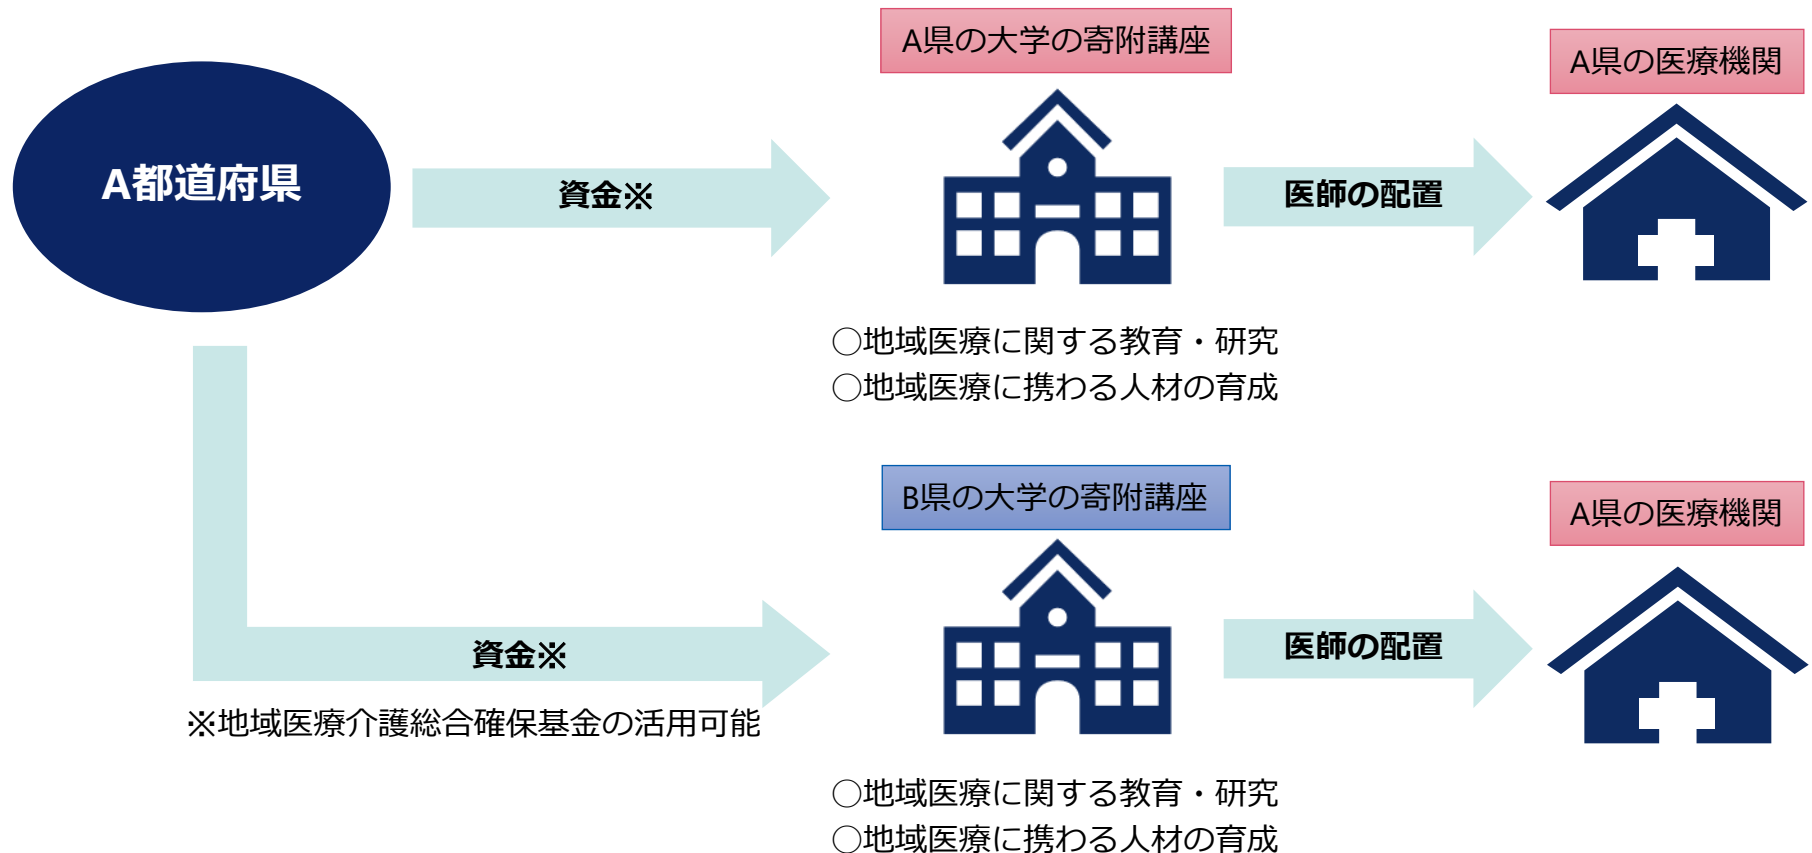 A県の大学の寄附講座
A県の医療機関
A都道府県
資金※
医師の配置
○地域医療に関する教育・研究
○地域医療に携わる人材の育成
B県の大学の寄附講座
A県の医療機関
資金※
医師の配置
※地域医療介護総合確保基金の活用可能
○地域医療に関する教育・研究
○地域医療に携わる人材の育成